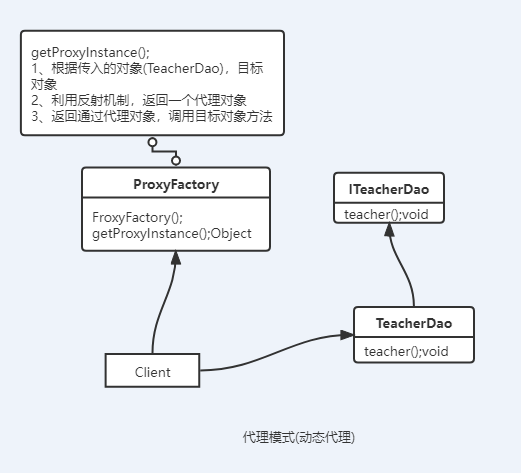 getProxyInstance();
1、根据传入的对象(TeacherDao)，目标
对象
2、利用反射机制，返回一个代理对象
3、返回通过代理对象，调用目标对象方法
ProxyFactory
FroxyFactory();
getProxyInstance();Object
ITeacherDao
teacher();void
TeacherDao
teacher();void
Client
代理模式(动态代理)